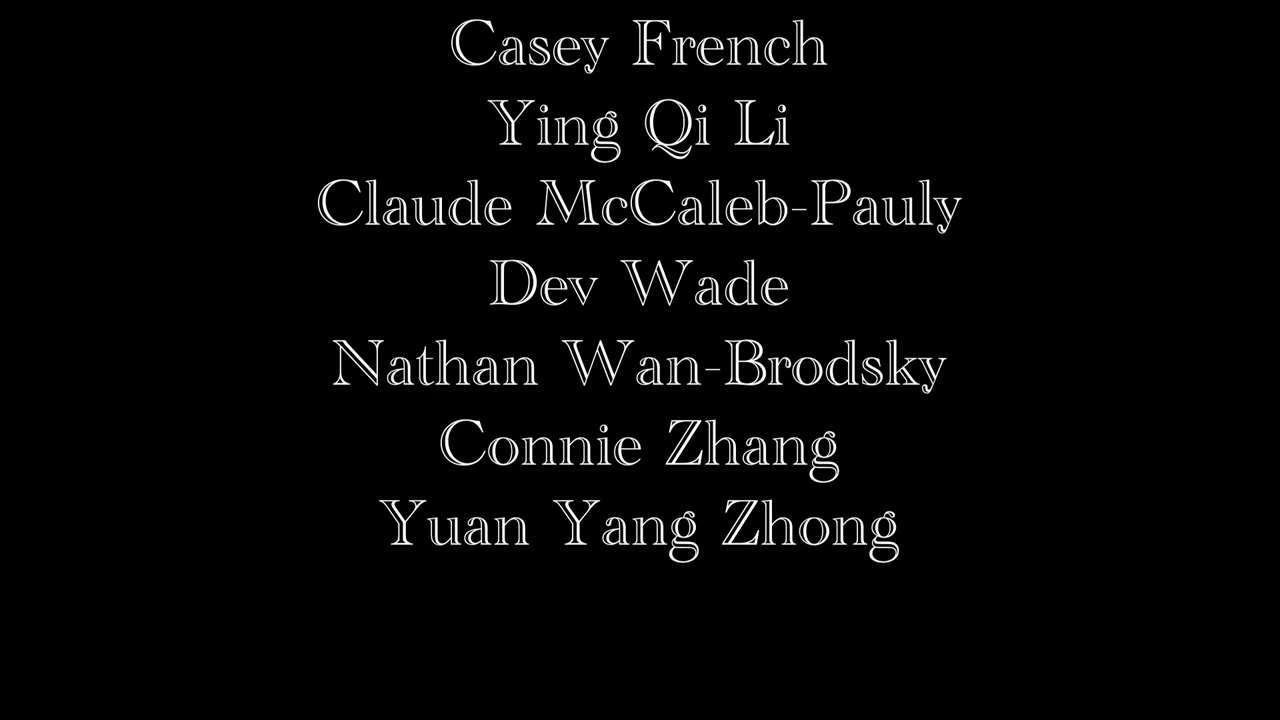 Casey French
Ying Qi Li
Claude McCaleb-Pauly
Dev Wade
Nathan Wan-Brodsky
Connie Zhang
Yuan Yang Zhong